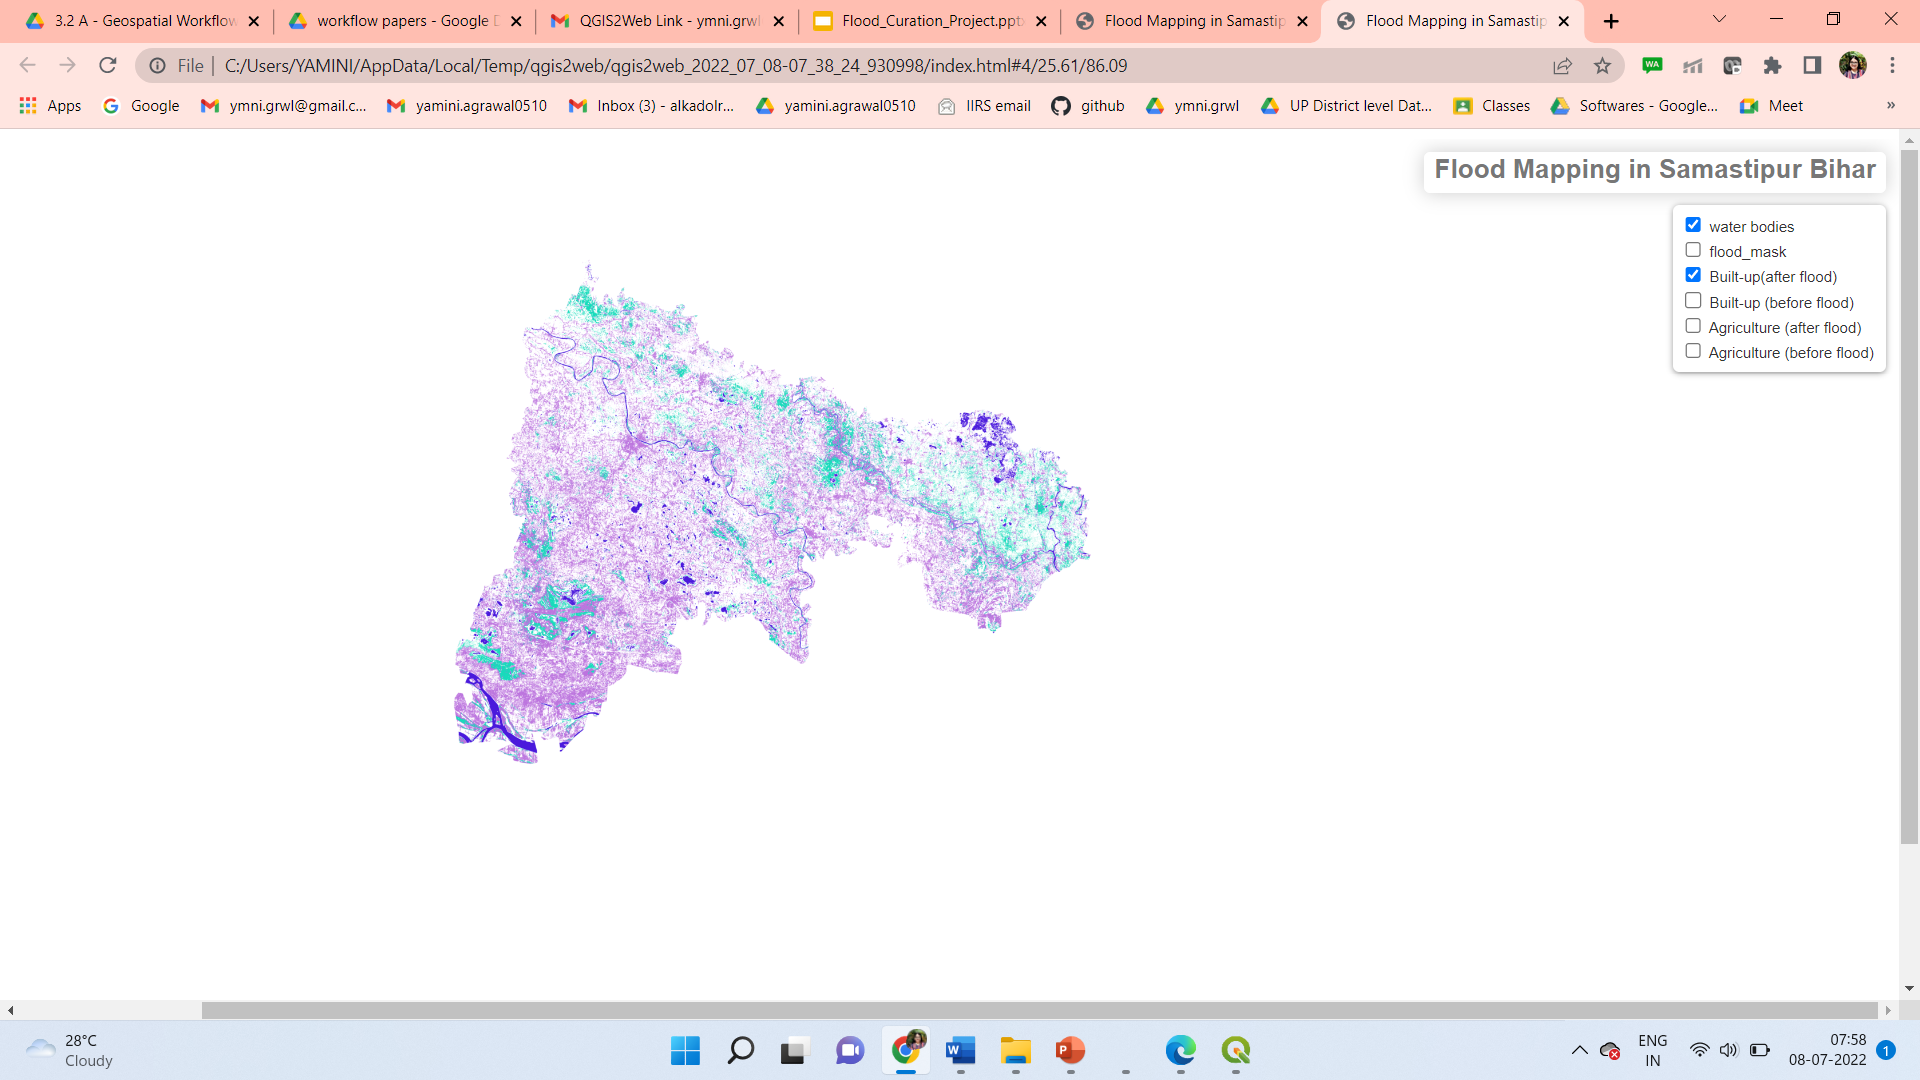 3.2 A - Geospatial Workflow
workflow papers - Google D
QGIS2Web Link - ymni.grwl
Flood_Curation_Project.pptx
Flood Mapping in Samastip
Flood Mapping in Samastip
File
C:/Users/YAMINI/AppData/Local/Temp/qgis2web/qgis2web_2022_07_08-07_38_24_930998/index.html#4/25.61/86.09
WA
Apps
Google
ymni.grwl@gmail.c...
yamini.agrawal0510
Inbox (3) - alkadolr...
yamini.agrawal0510
IIRS email
github
ymni.grwl
UP District level Dat...
Classes
Softwares - Google...
Meet
»
Flood Mapping in Samastipur Bihar
water bodies
flood_mask
Built-up(after flood)
Built-up (before flood)
Agriculture (after flood)
Agriculture (before flood)
28°C
Cloudy
ENG
IN
07:58
08-07-2022
1